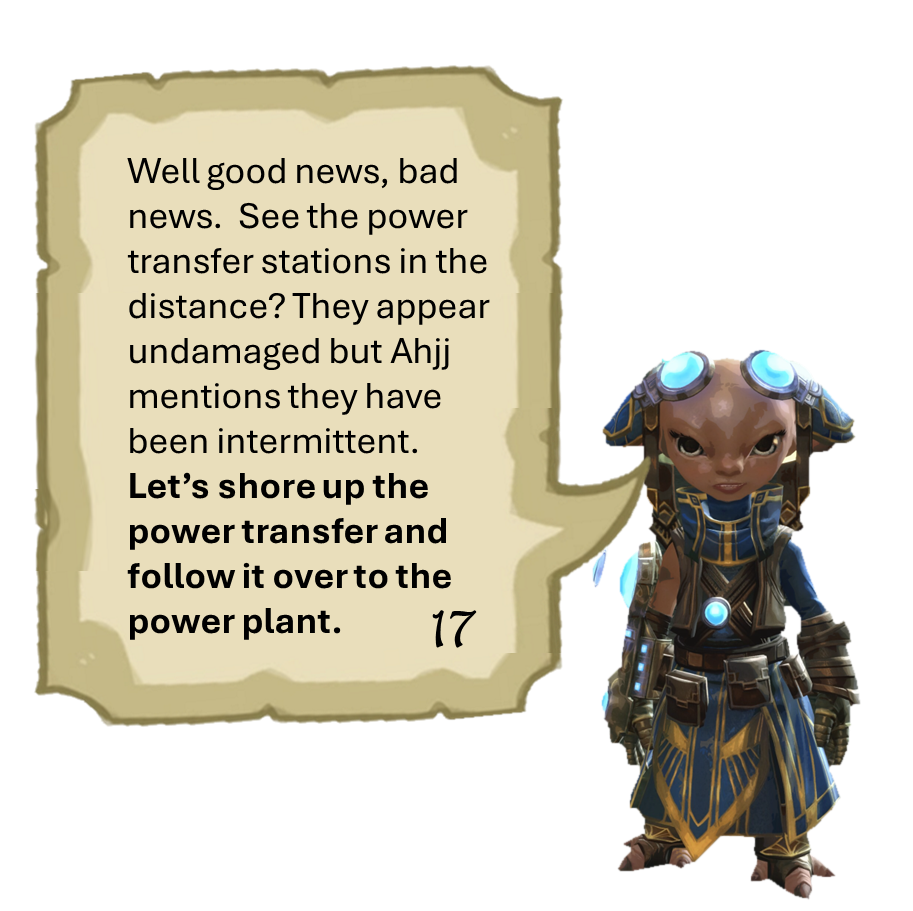 Well good news, bad
news.  See the power
transfer stations in the
distance? They appear
undamaged but Ahjj
mentions they have
been intermittent.
Let’s shore up the
power transfer and
follow it over to the
power plant.
17